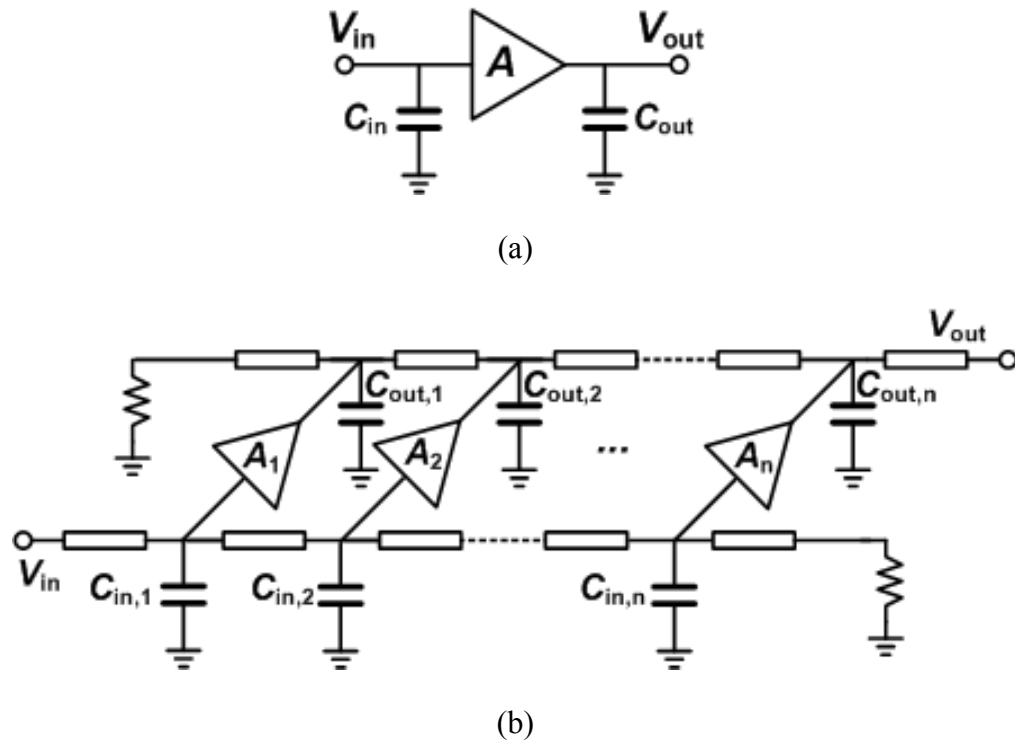 Vin A Vout
Cin Cout
(a)
Vout
Cout,1 Cout,2 Cout,n
A1 A2 ... An
Vin Cin,1 Cin,2 Cin,n
(b)